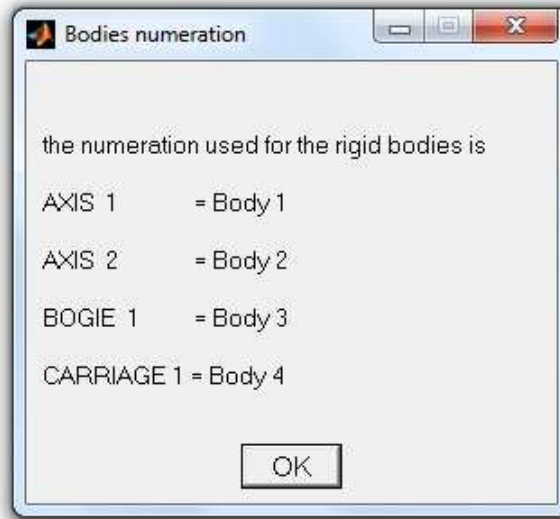 Bodies numeration
the numeration used for the rigid bodies is
AXIS 1 = Body 1
AXIS 2 = Body 2
BOGIE 1 = Body 3
CARRIAGE 1 = Body 4
OK